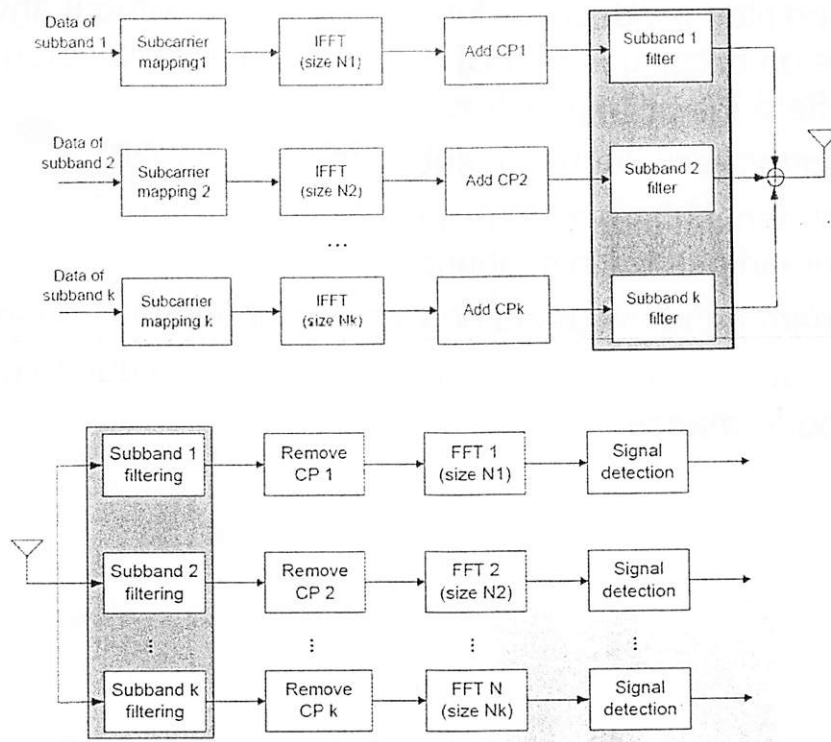 Data of
subband 1
Subcarrier
mapping1
IFFT
(size N1)
Add CP1
Subband 1
filter
Data of
subband 2
Subcarrier
mapping 2
IFFT
(size N2)
Add CP2
Subband 2
filter
...
Data of
subband k
Subcarrier
mapping k
IFFT
(size Nk)
Add CPk
Subband k
filter
Subband 1
filtering
Remove
CP 1
FFT 1
(size N1)
Signal
detection
Subband 2
filtering
Remove
CP 2
FFT 2
(size N2)
Signal
detection
Subband k
filtering
Remove
CP k
FFT N
(size Nk)
Signal
detection